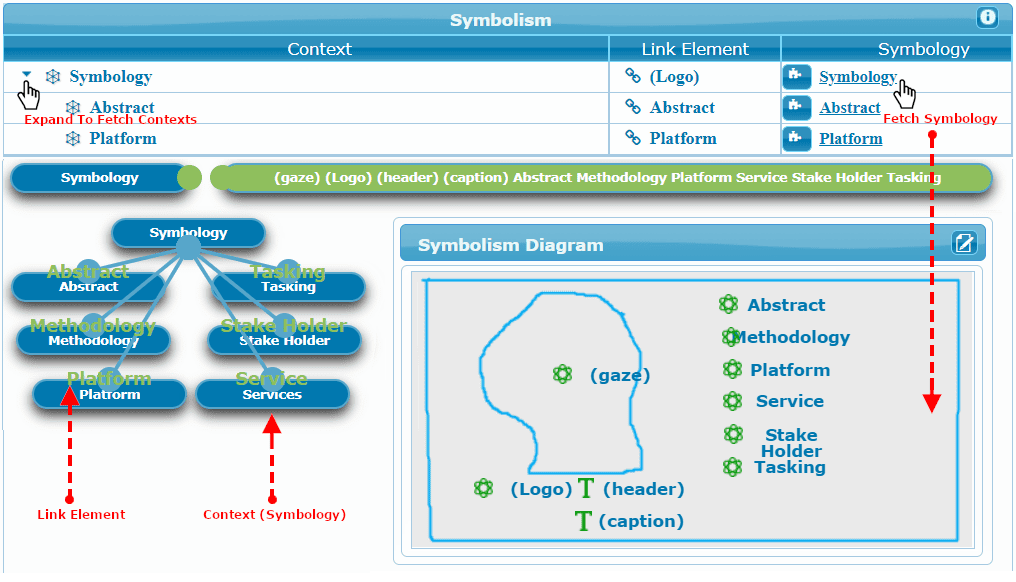 Symbolism
Context Link Element Symbology
Symbology (Logo) Symbology
Abstract Abstract Abstract
Expand To Fetch Contexts Fetch Symbology
Platform Platform Platform
Symbology (gaze) (Logo) (header) (caption) Abstract Methodology Platform Service Stake Holder Tasking
Symbology
Abstract Tasking
Abstract Tasking
Methodology Stake Holder
Methodology Stake Holder
Platform Service
Platrorm Services
Link Element Context (Symbology)
Symbolism Diagram
Abstract
Methodology
Platform
(gaze)
Service
Stake
Holder
Tasking
(Logo) T (header)
T (caption)